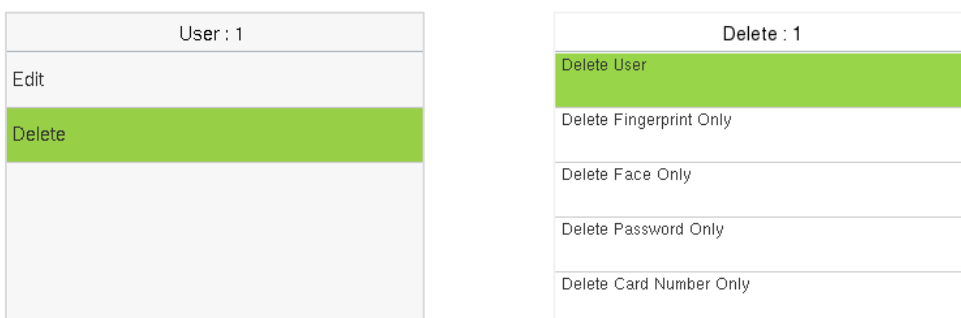 User : 1
Edit
Delete
Delete : 1
Delete User
Delete Fingerprint Only
Delete Face Only
Delete Password Only
Delete Card Number Only